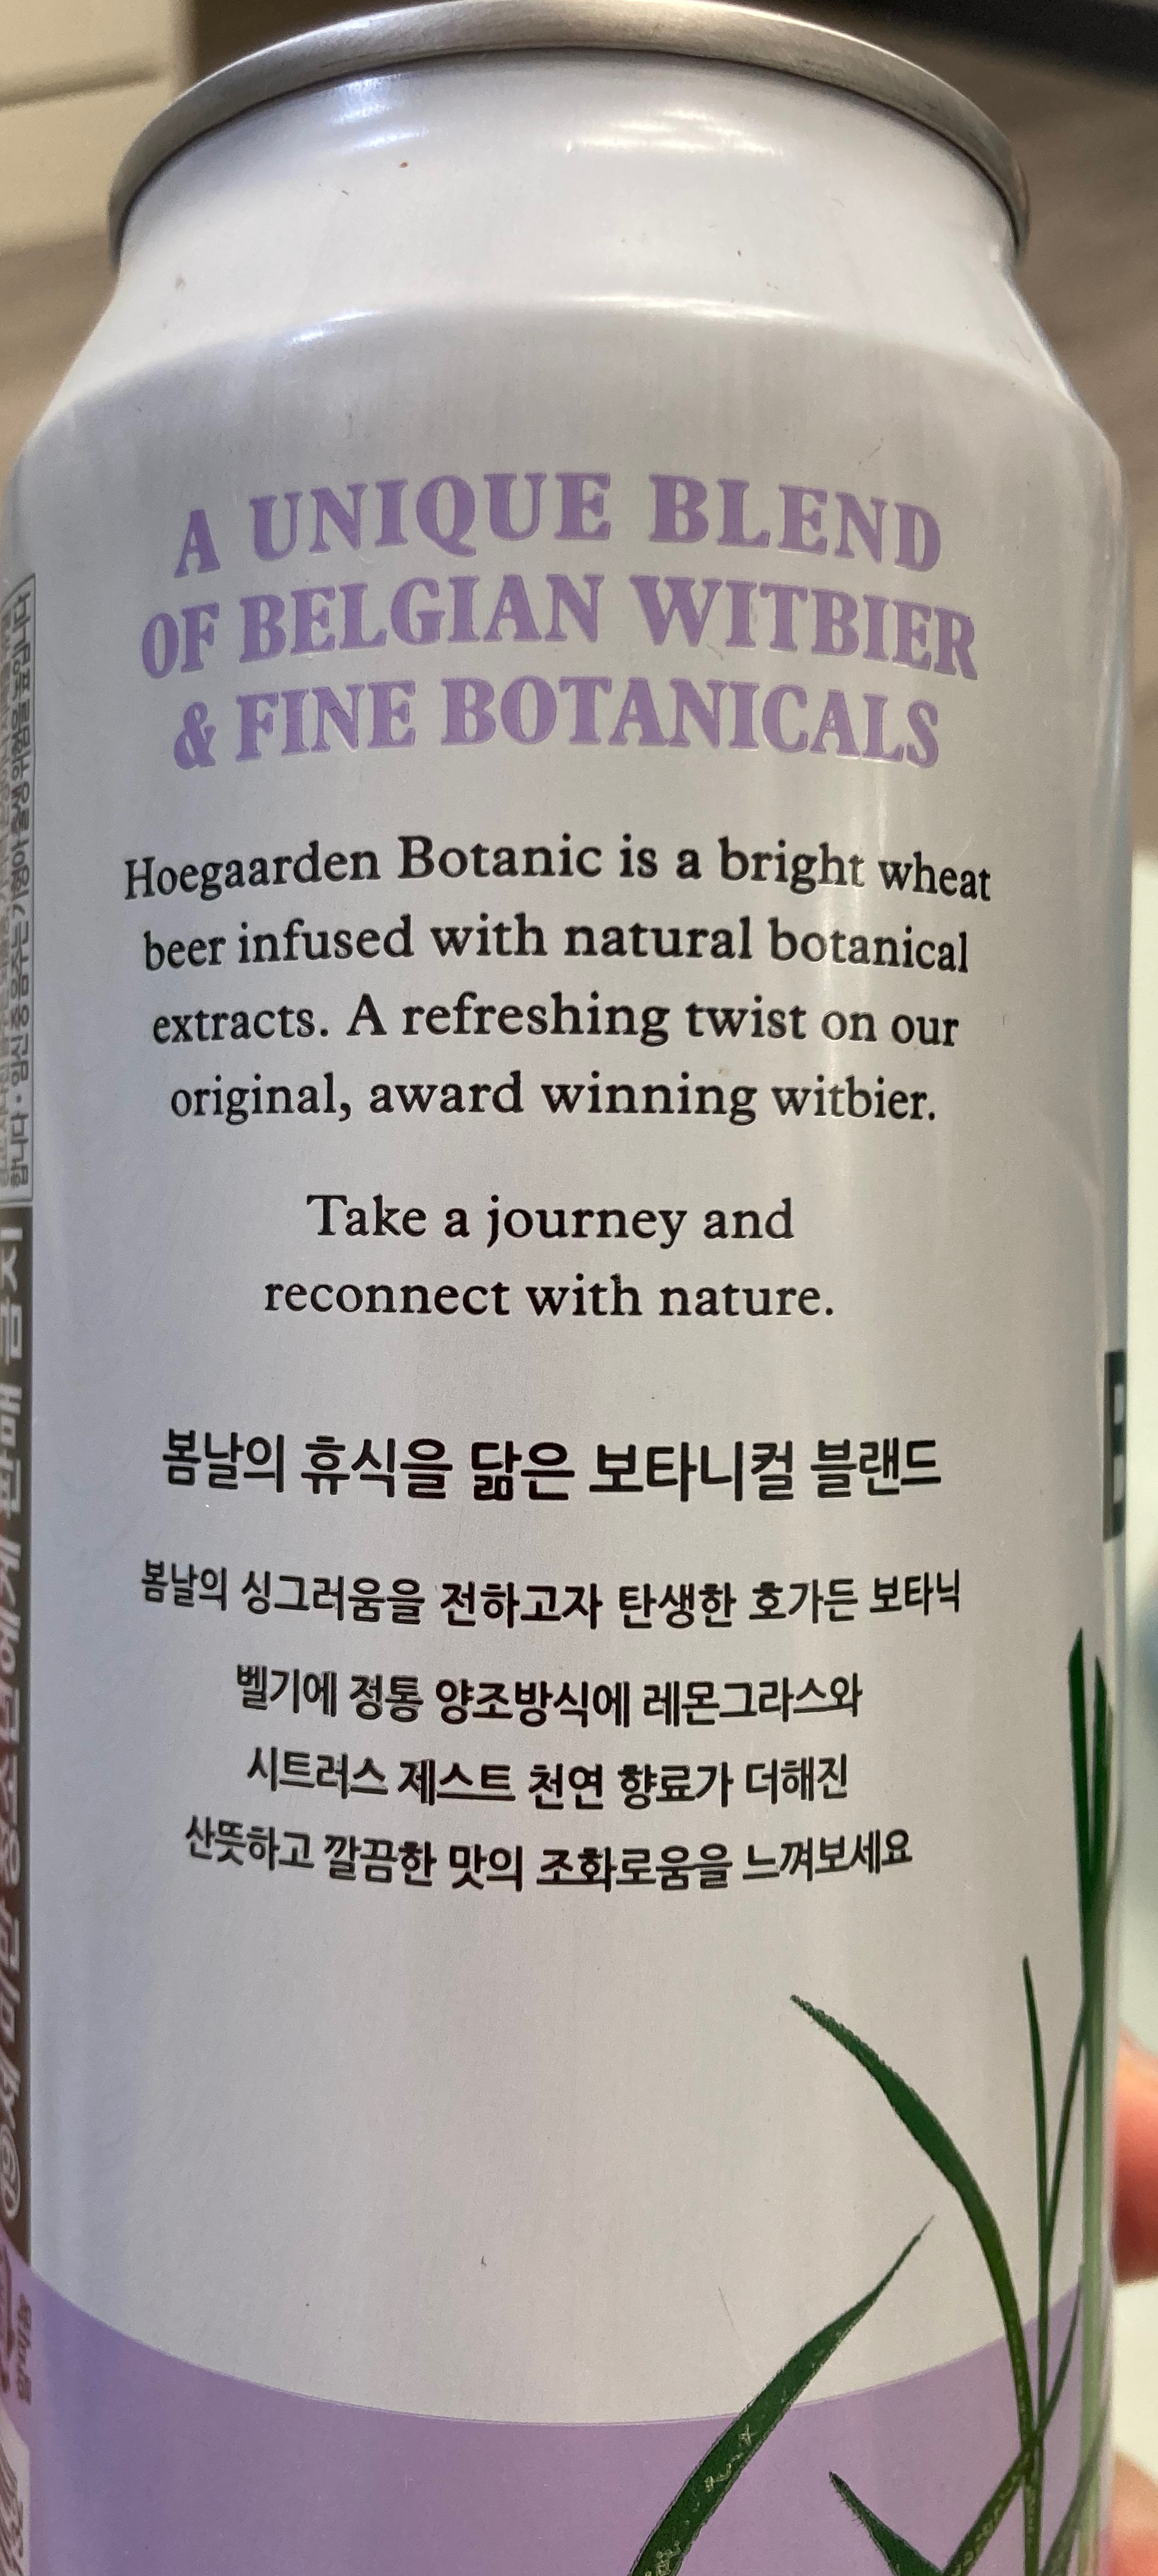 A UNIQUE BLEND
OF BELGIAN WITBIER
& FINE BOTANICALS
Hoegaarden Botanic is a bright wheat
beer infused with natural botanical
extracts. A refreshing twist on our
original, award winning witbier.
Take a journey and
reconnect with nature.
봄날의 휴식을 닮은 보타니컬 블랜드
봄날의 싱그러움을 전하고자 탄생한 호가든 보타닉
벨기에 정통 양조방식에 레몬그라스와
시트러스 제스트 천연 향료가 더해진
산뜻하고 깔끔한 맛의 조화로움을 느껴보세요